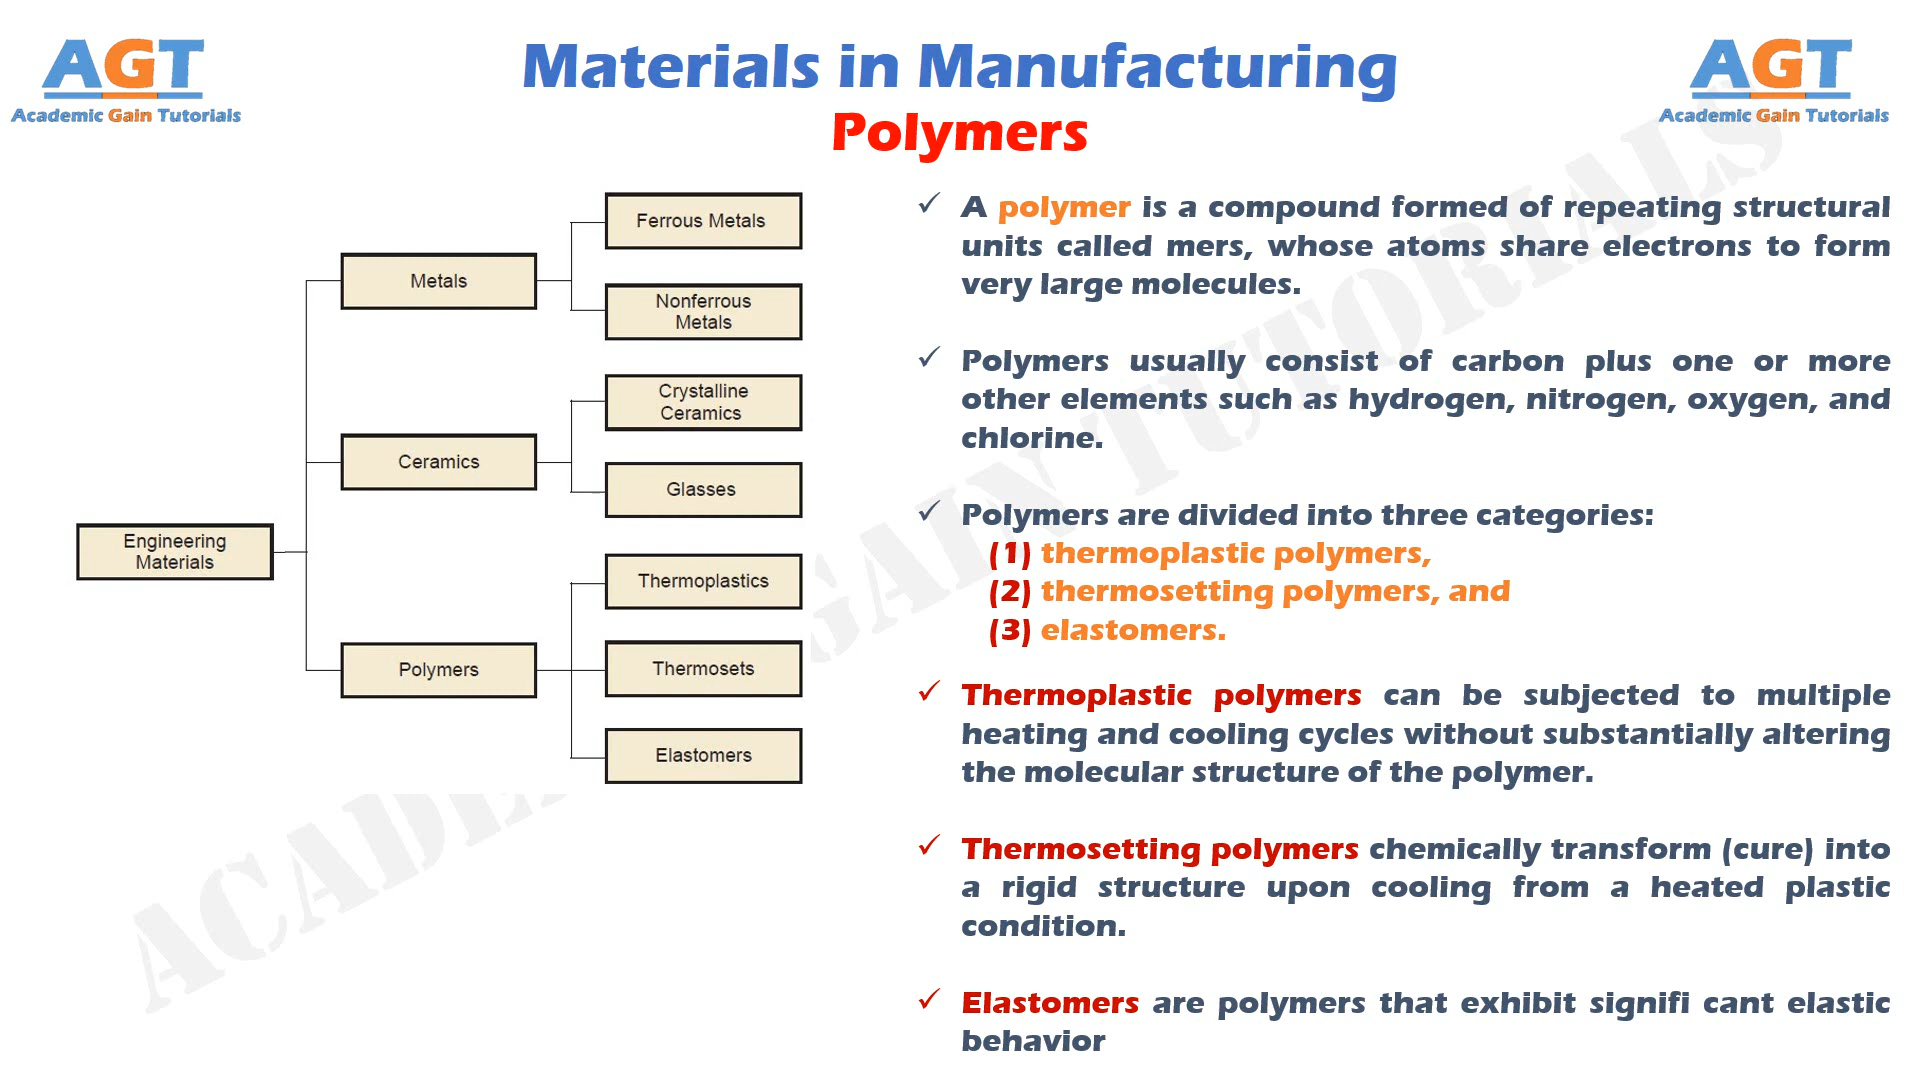 AGT
Academic Gain Tutorials
Materials in Manufacturing
Polymers
AGT
Academic Gain Tutorials
Engineering
Materials
Metals
Ceramics
Polymers
Ferrous Metals
Nonferrous
Metals
Crystalline
Ceramics
Glasses
Thermoplastics
Thermosets
Elastomers
✓ A polymer is a compound formed of repeating structural
units called mers, whose atoms share electrons to form
very large molecules.
✓ Polymers usually consist of carbon plus one or more
other elements such as hydrogen, nitrogen, oxygen, and
chlorine.
✓ Polymers are divided into three categories:
(1) thermoplastic polymers,
(2) thermosetting polymers, and
(3) elastomers.
✓ Thermoplastic polymers can be subjected to multiple
heating and cooling cycles without substantially altering
the molecular structure of the polymer.
✓ Thermosetting polymers chemically transform (cure) into
a rigid structure upon cooling from a heated plastic
condition.
✓ Elastomers are polymers that exhibit signifi cant elastic
behavior
GAIN TUTORIALS